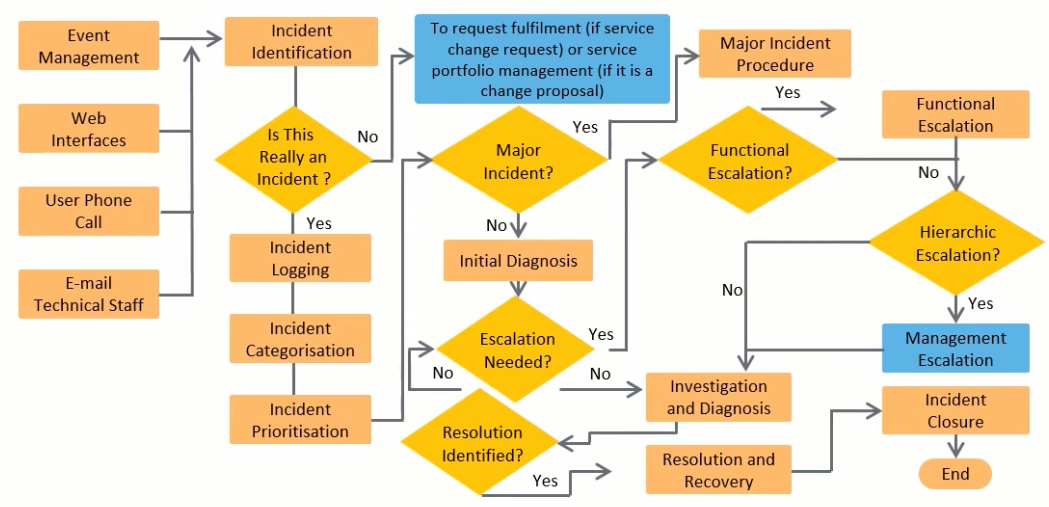 Event
Management
Web
Interfaces
User Phone
Call
E-mail
Technical Staff
Incident
Identification
Is This
Really an
Incident ?
No
Yes
Incident
Logging
Incident
Categorisation
Incident
Prioritisation
To request fulfilment (if service
change request) or service
portfolio management (if it is a
change proposal)
Major
Incident?
Yes
No
Initial Diagnosis
Escalation
Needed?
Yes
No
No
Resolution
Identified?
Yes
Major Incident
Procedure
Functional
Escalation?
Yes
Functional
Escalation
No
Hierarchic
Escalation?
No
Yes
Management
Escalation
Investigation
and Diagnosis
Resolution and
Recovery
Incident
Closure
End